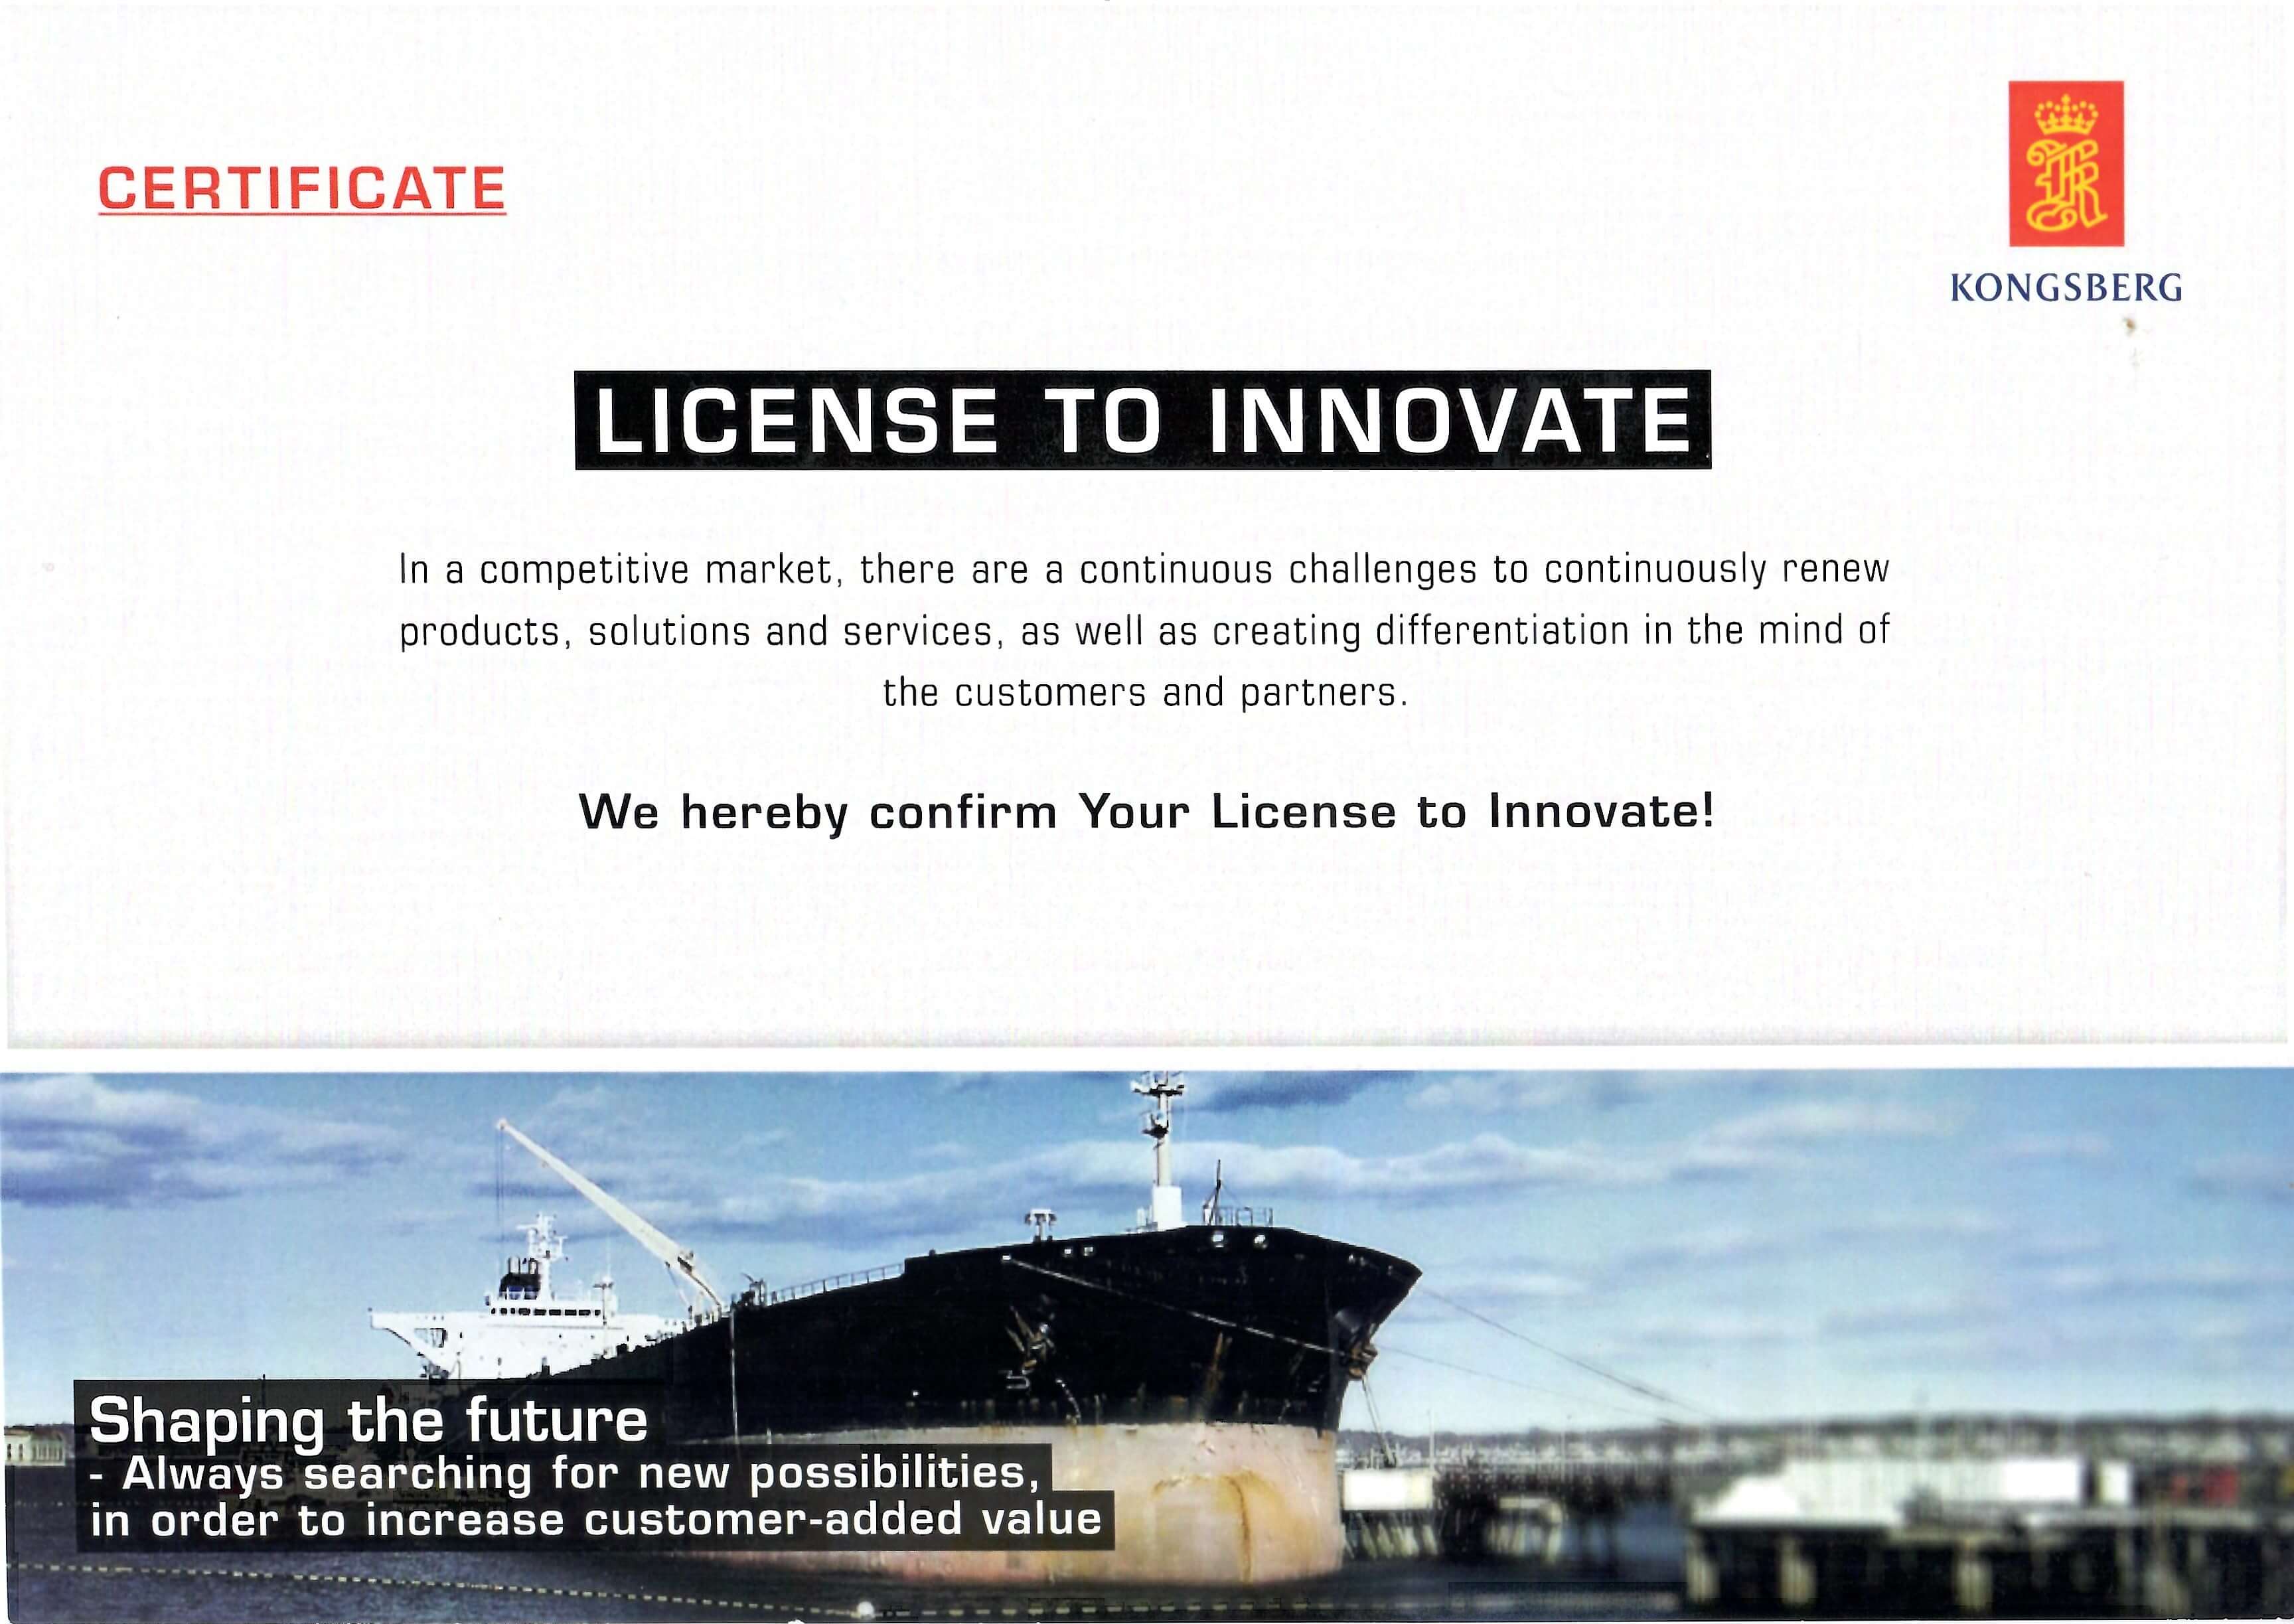 CERTIFICATE
KONGSBERG
LICENSE TO INNOVATE
In a competitive market, there are a continuous challenges to continuously renew
products, solutions and services, as well as creating differentiation in the mind of
the customers and partners.
We hereby confirm Your License to Innovate!
Shaping the future
- Always searching for new possibilities,
in order to increase customer-added value